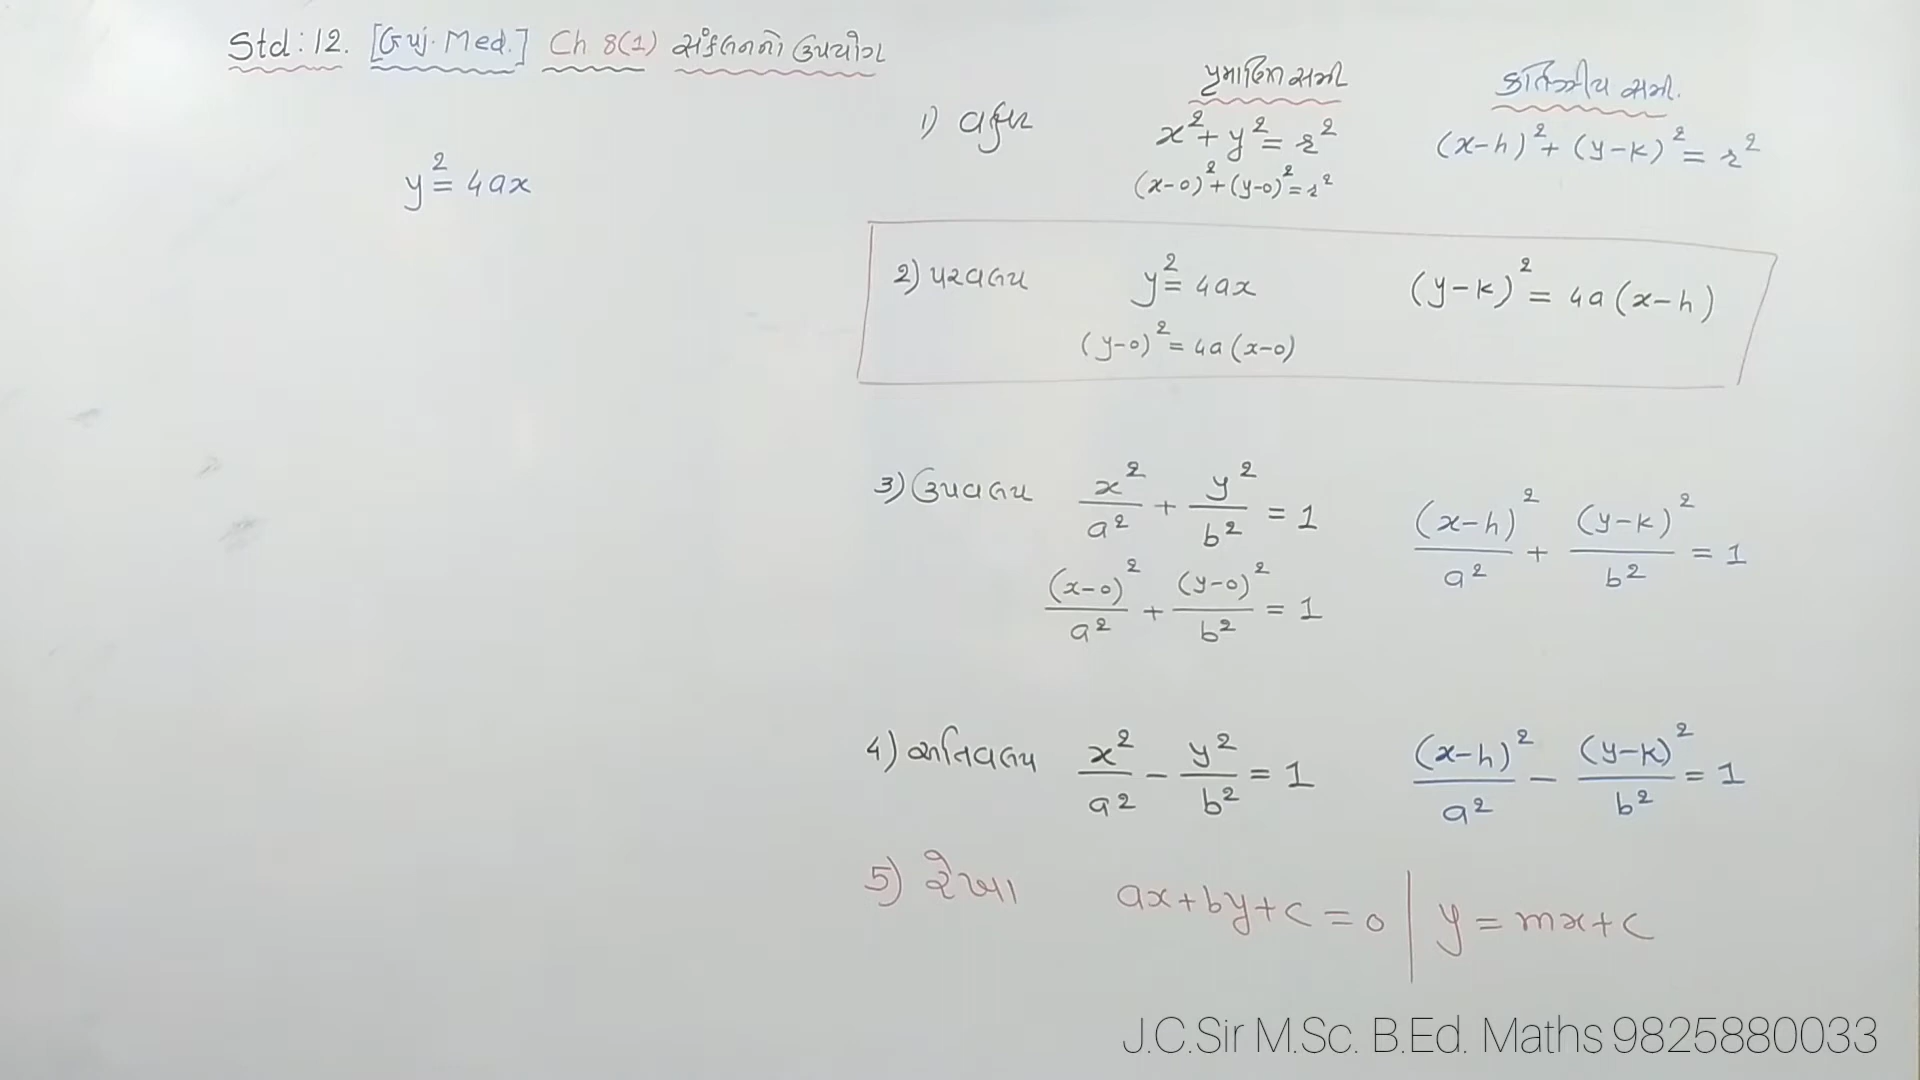 Std: 12. [Guj. Med.] Ch 8(1) સંકલનનો ઉપયોગ
y² = 4ax
પ્રમાણિત સમી કાર્તેઝીય સમી.
1) વર્તુળ x² + y² = r² (x-h)² + (y-k)² = r²
(x-0)² + (y-0)² = r²
2) પરવલય y² = 4ax (y-k)² = 4a(x-h)
(y-0)² = 4a(x-0)
3) ઉપવલય x²/a² + y²/b² = 1 (x-h)²/a² + (y-k)²/b² = 1
(x-0)²/a² + (y-0)²/b² = 1
4) અતિવલય x²/a² - y²/b² = 1 (x-h)²/a² - (y-k)²/b² = 1
5) રેખા ax+by+c = 0 | y = mx+c
J.C.Sir M.Sc. B.Ed. Maths 9825880033